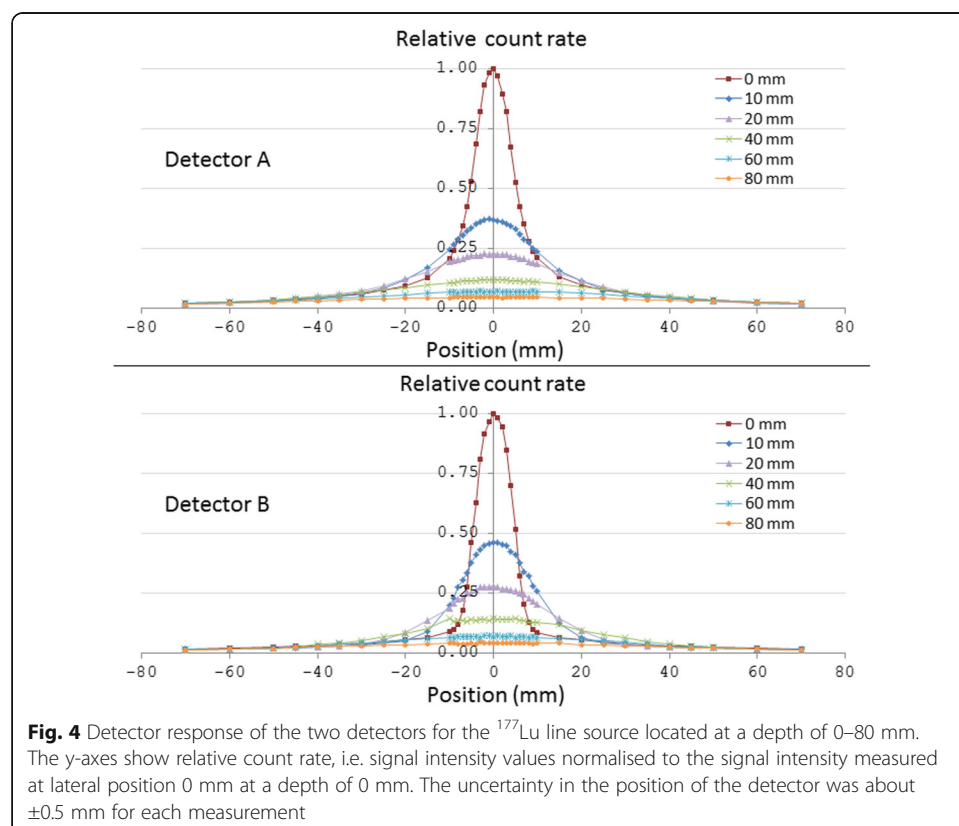 Relative count rate
1.00
0.75
0.50
0.25
0.00
Detector A
0 mm
10 mm
20 mm
40 mm
60 mm
80 mm
-80 -60 -40 -20 0 20 40 60 80
Position (mm)
Relative count rate
1.00
0.75
0.50
0.25
0.00
Detector B
0 mm
10 mm
20 mm
40 mm
60 mm
80 mm
-80 -60 -40 -20 0 20 40 60 80
Position (mm)
Fig. 4 Detector response of the two detectors for the ¹⁷⁷Lu line source located at a depth of 0–80 mm.
The y-axes show relative count rate, i.e. signal intensity values normalised to the signal intensity measured
at lateral position 0 mm at a depth of 0 mm. The uncertainty in the position of the detector was about
±0.5 mm for each measurement